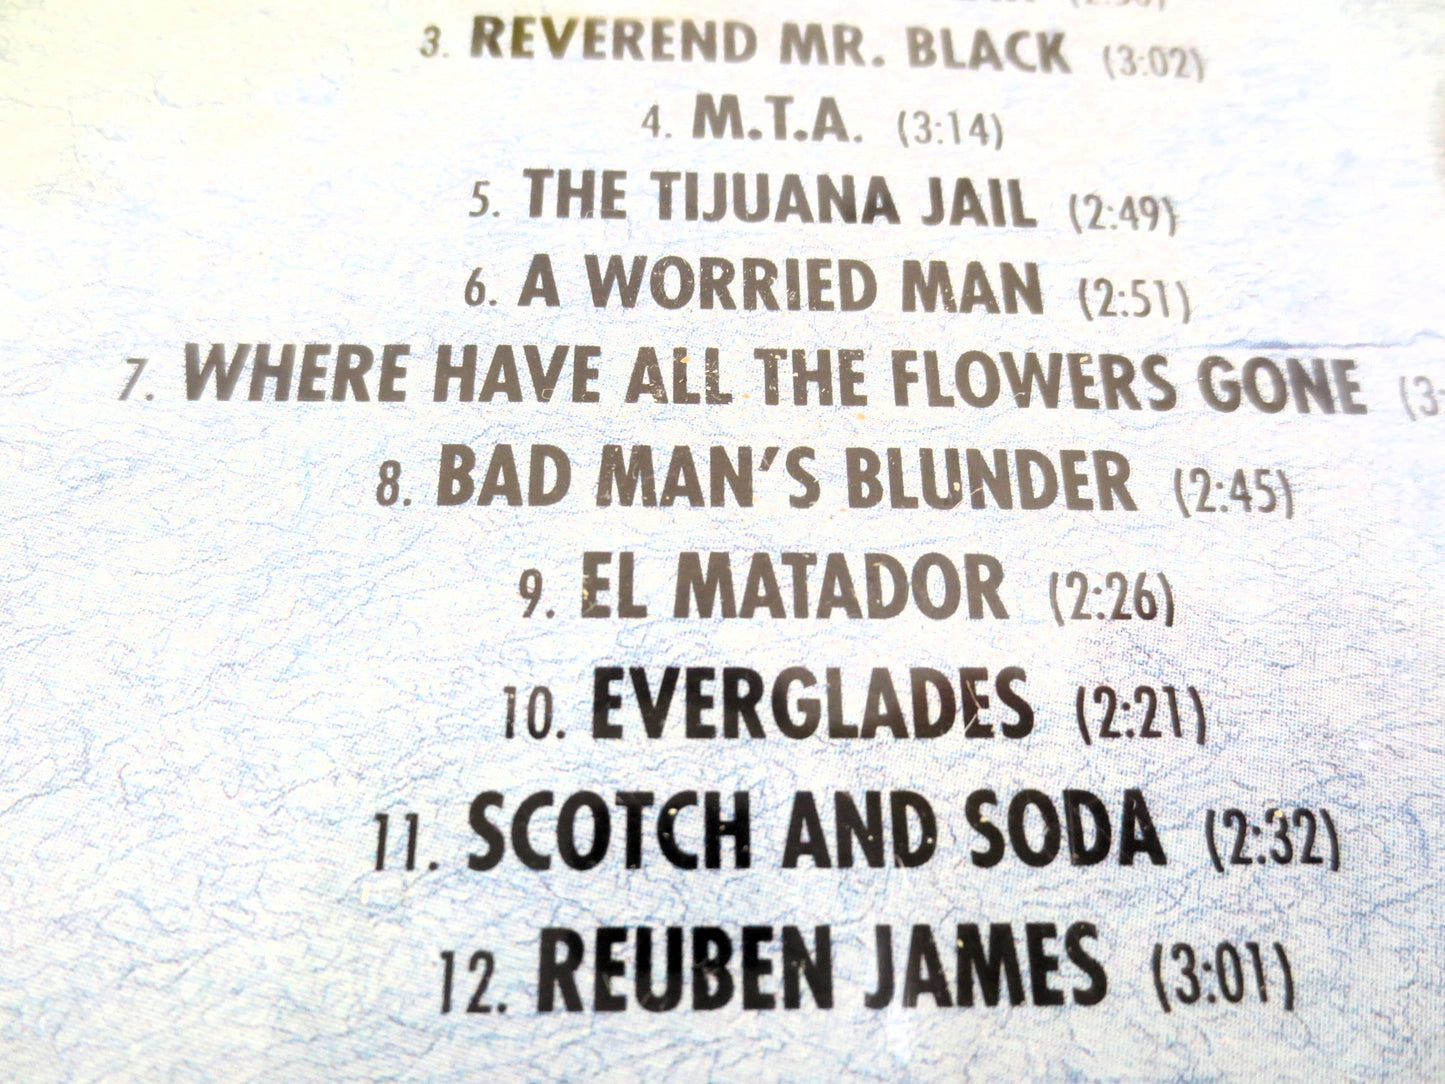 3. REVEREND MR. BLACK (3:02)
4. M.T.A. (3:14)
5. THE TIJUANA JAIL (2:49)
6. A WORRIED MAN (2:51)
7. WHERE HAVE ALL THE FLOWERS GONE (3:
8. BAD MAN'S BLUNDER (2:45)
9. EL MATADOR (2:26)
10. EVERGLADES (2:21)
11. SCOTCH AND SODA (2:32)
12. REUBEN JAMES (3:01)